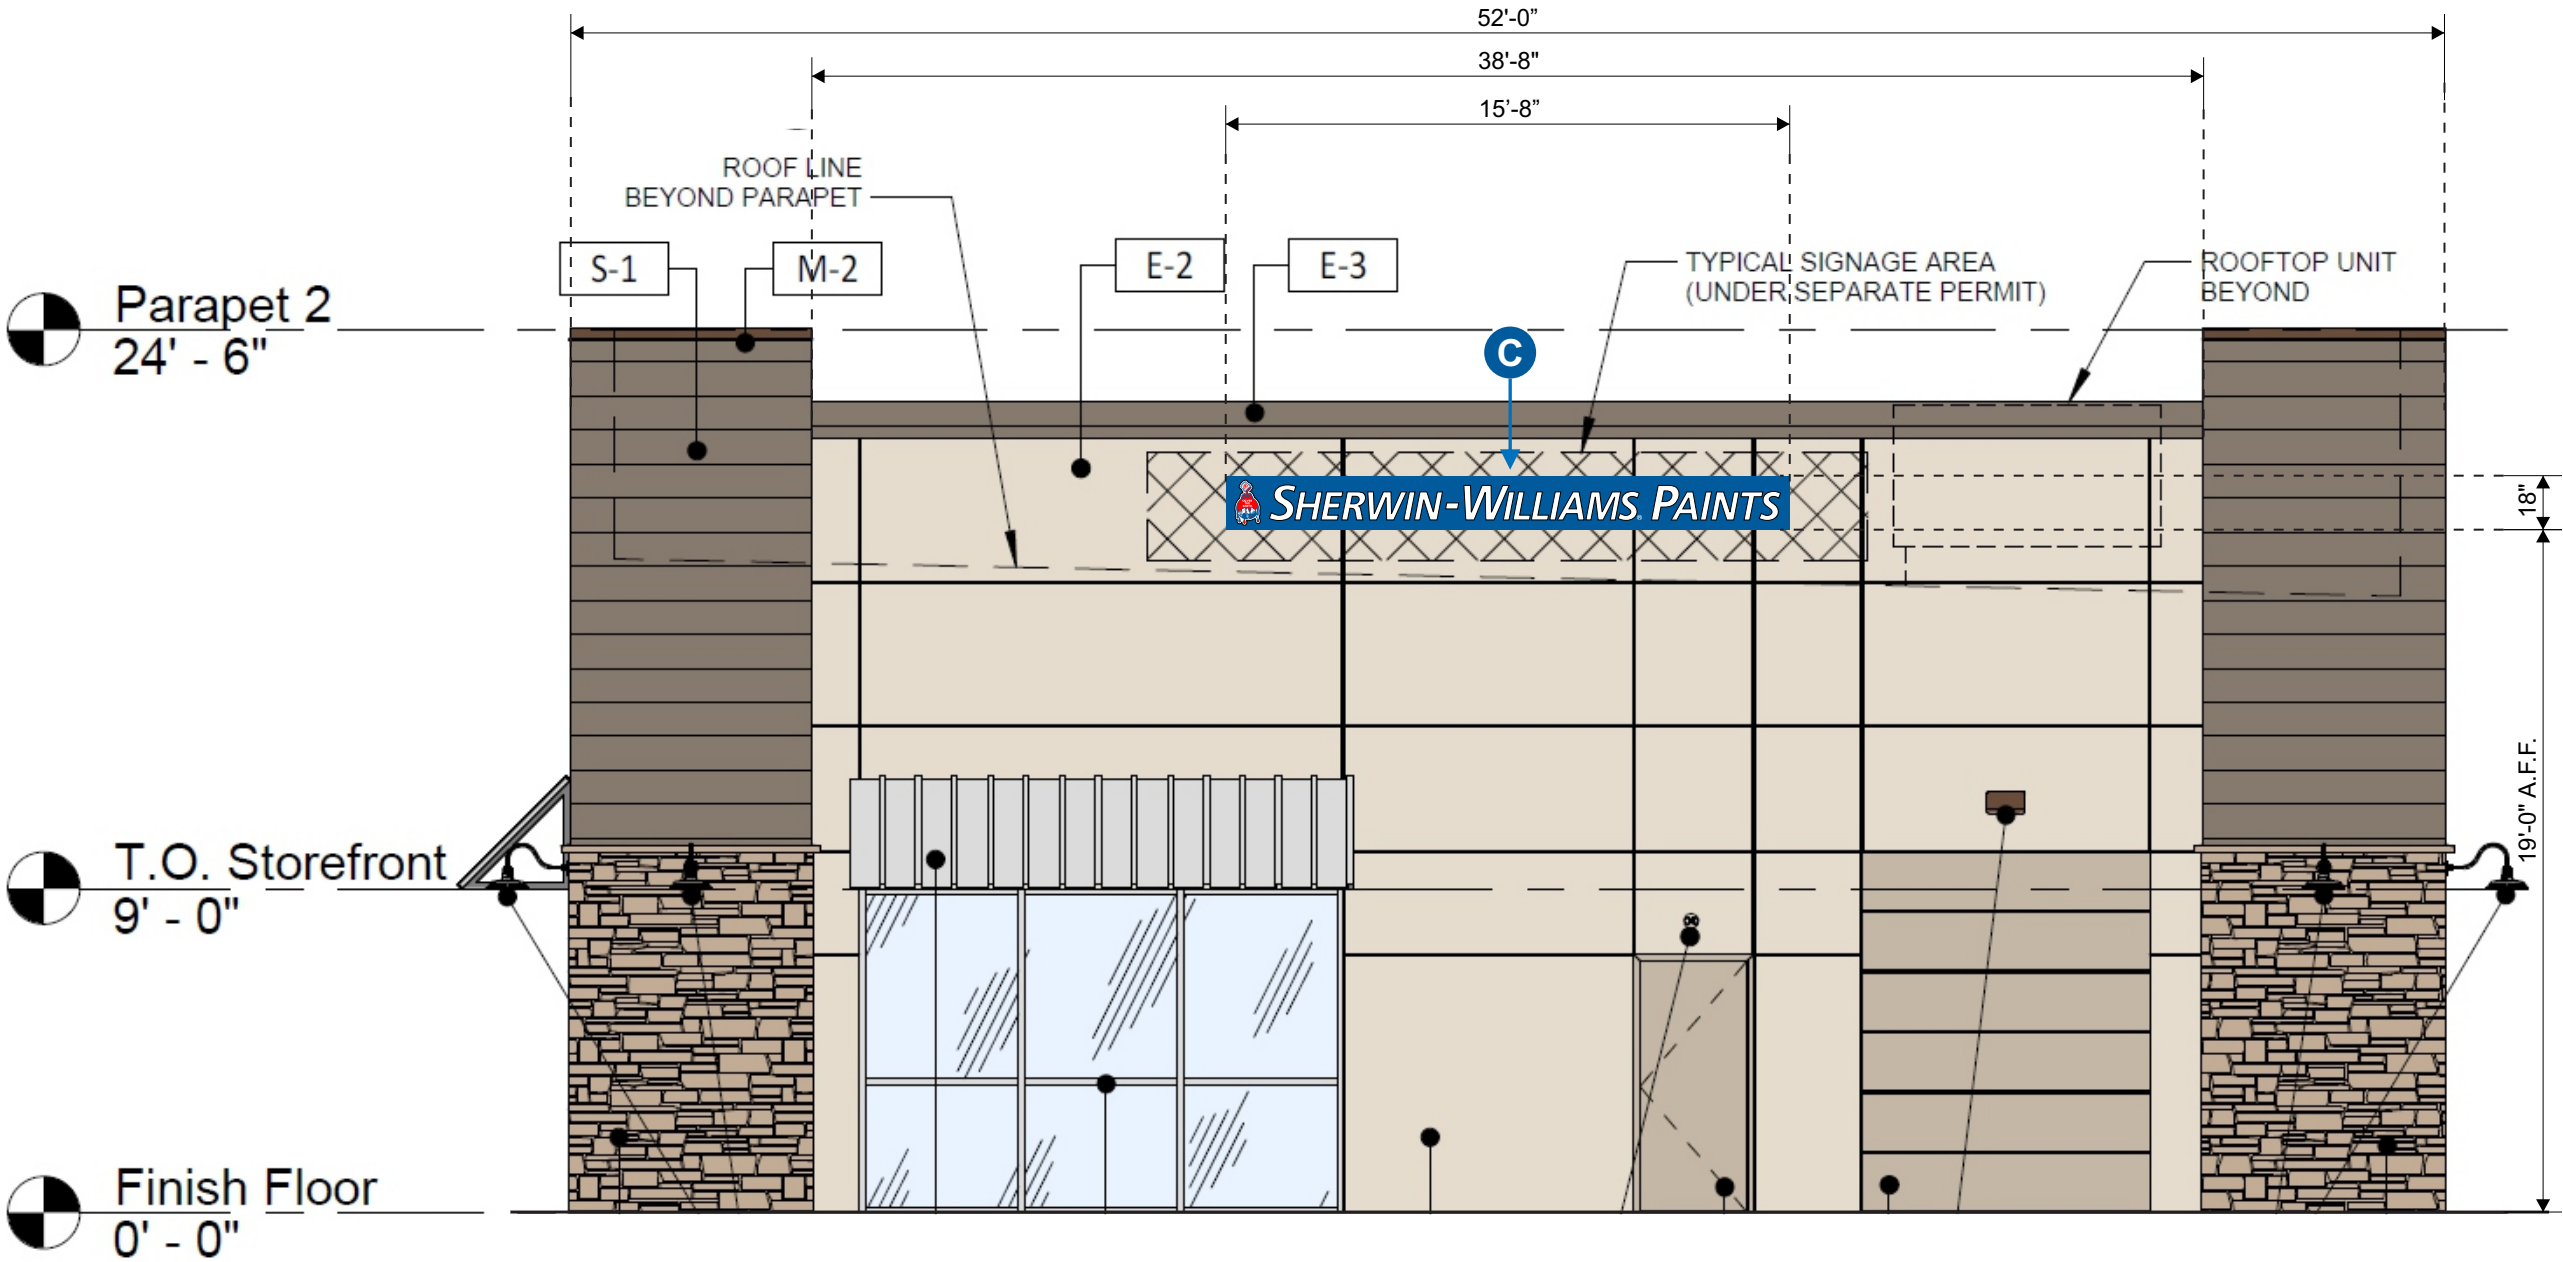 52'-0”
38'-8"
15’-8”
ROOF LINE
BEYOND PARAPET
S-1
M-2
E-2
E-3
TYPICAL SIGNAGE AREA
(UNDER SEPARATE PERMIT)
ROOFTOP UNIT
BEYOND
Parapet 2
24' - 6"
C
SHERWIN-WILLIAMS. PAINTS
18"
19'-0" A.F.F.
T.O. Storefront
9' - 0"
Finish Floor
0' - 0"